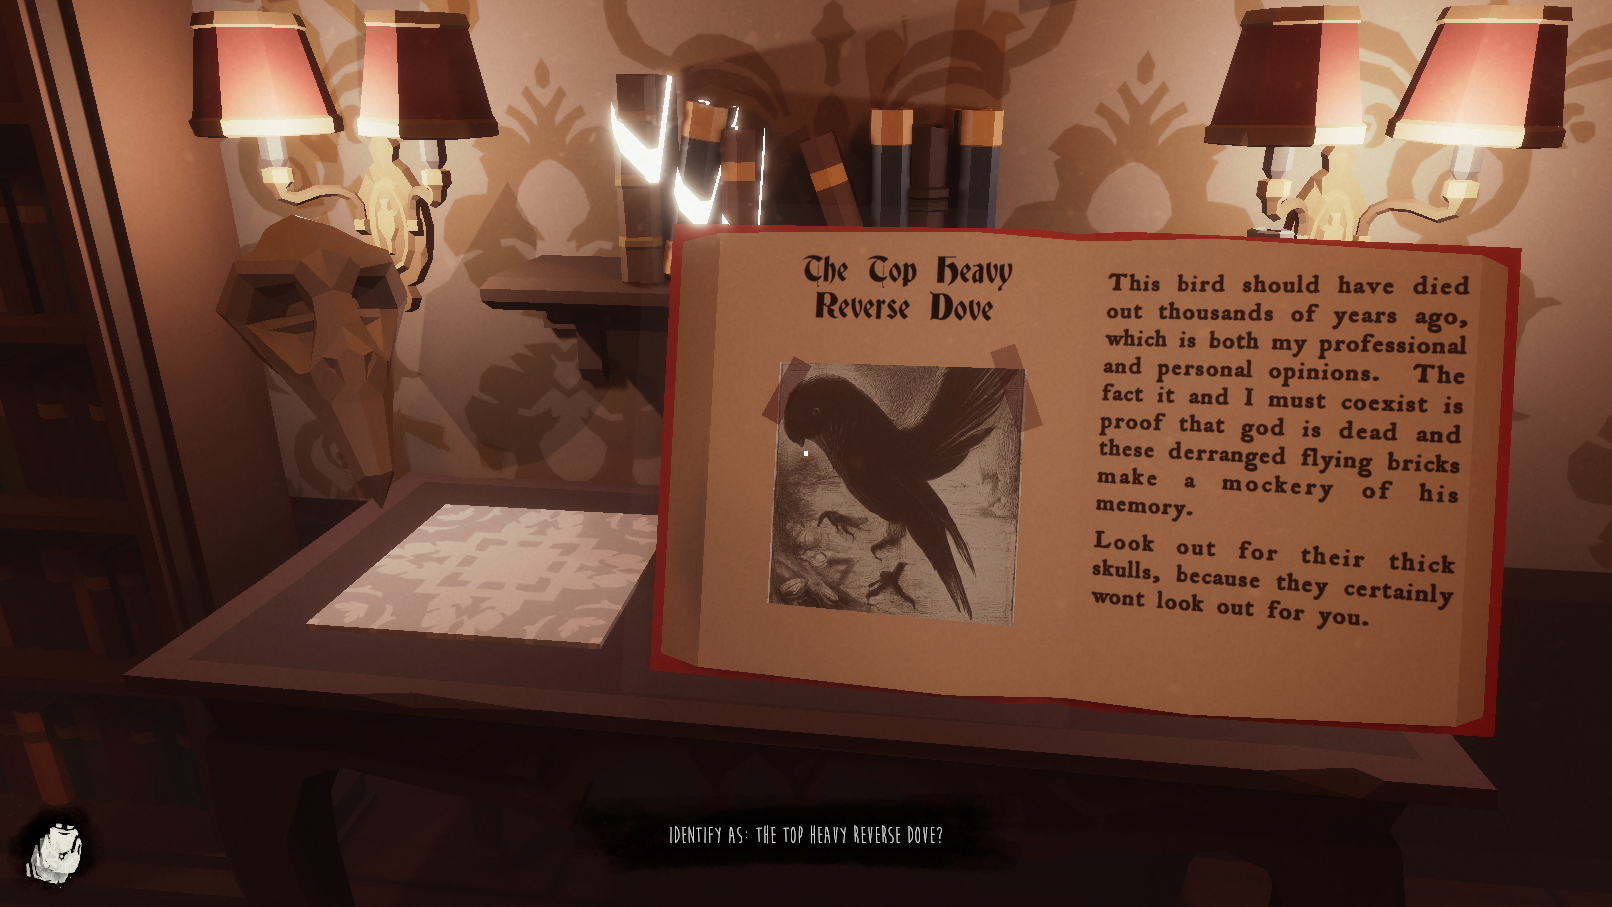 The Top Heavy
Reverse Dove
This bird should have died
out thousands of years ago,
which is both my professional
and personal opinions. The
fact it and I must coexist is
proof that god is dead and
these derranged flying bricks
make a mockery of his
memory.
Look out for their thick
skulls, because they certainly
wont look out for you.
IDENTIFY AS: THE TOP HEAVY REVERSE DOVE?